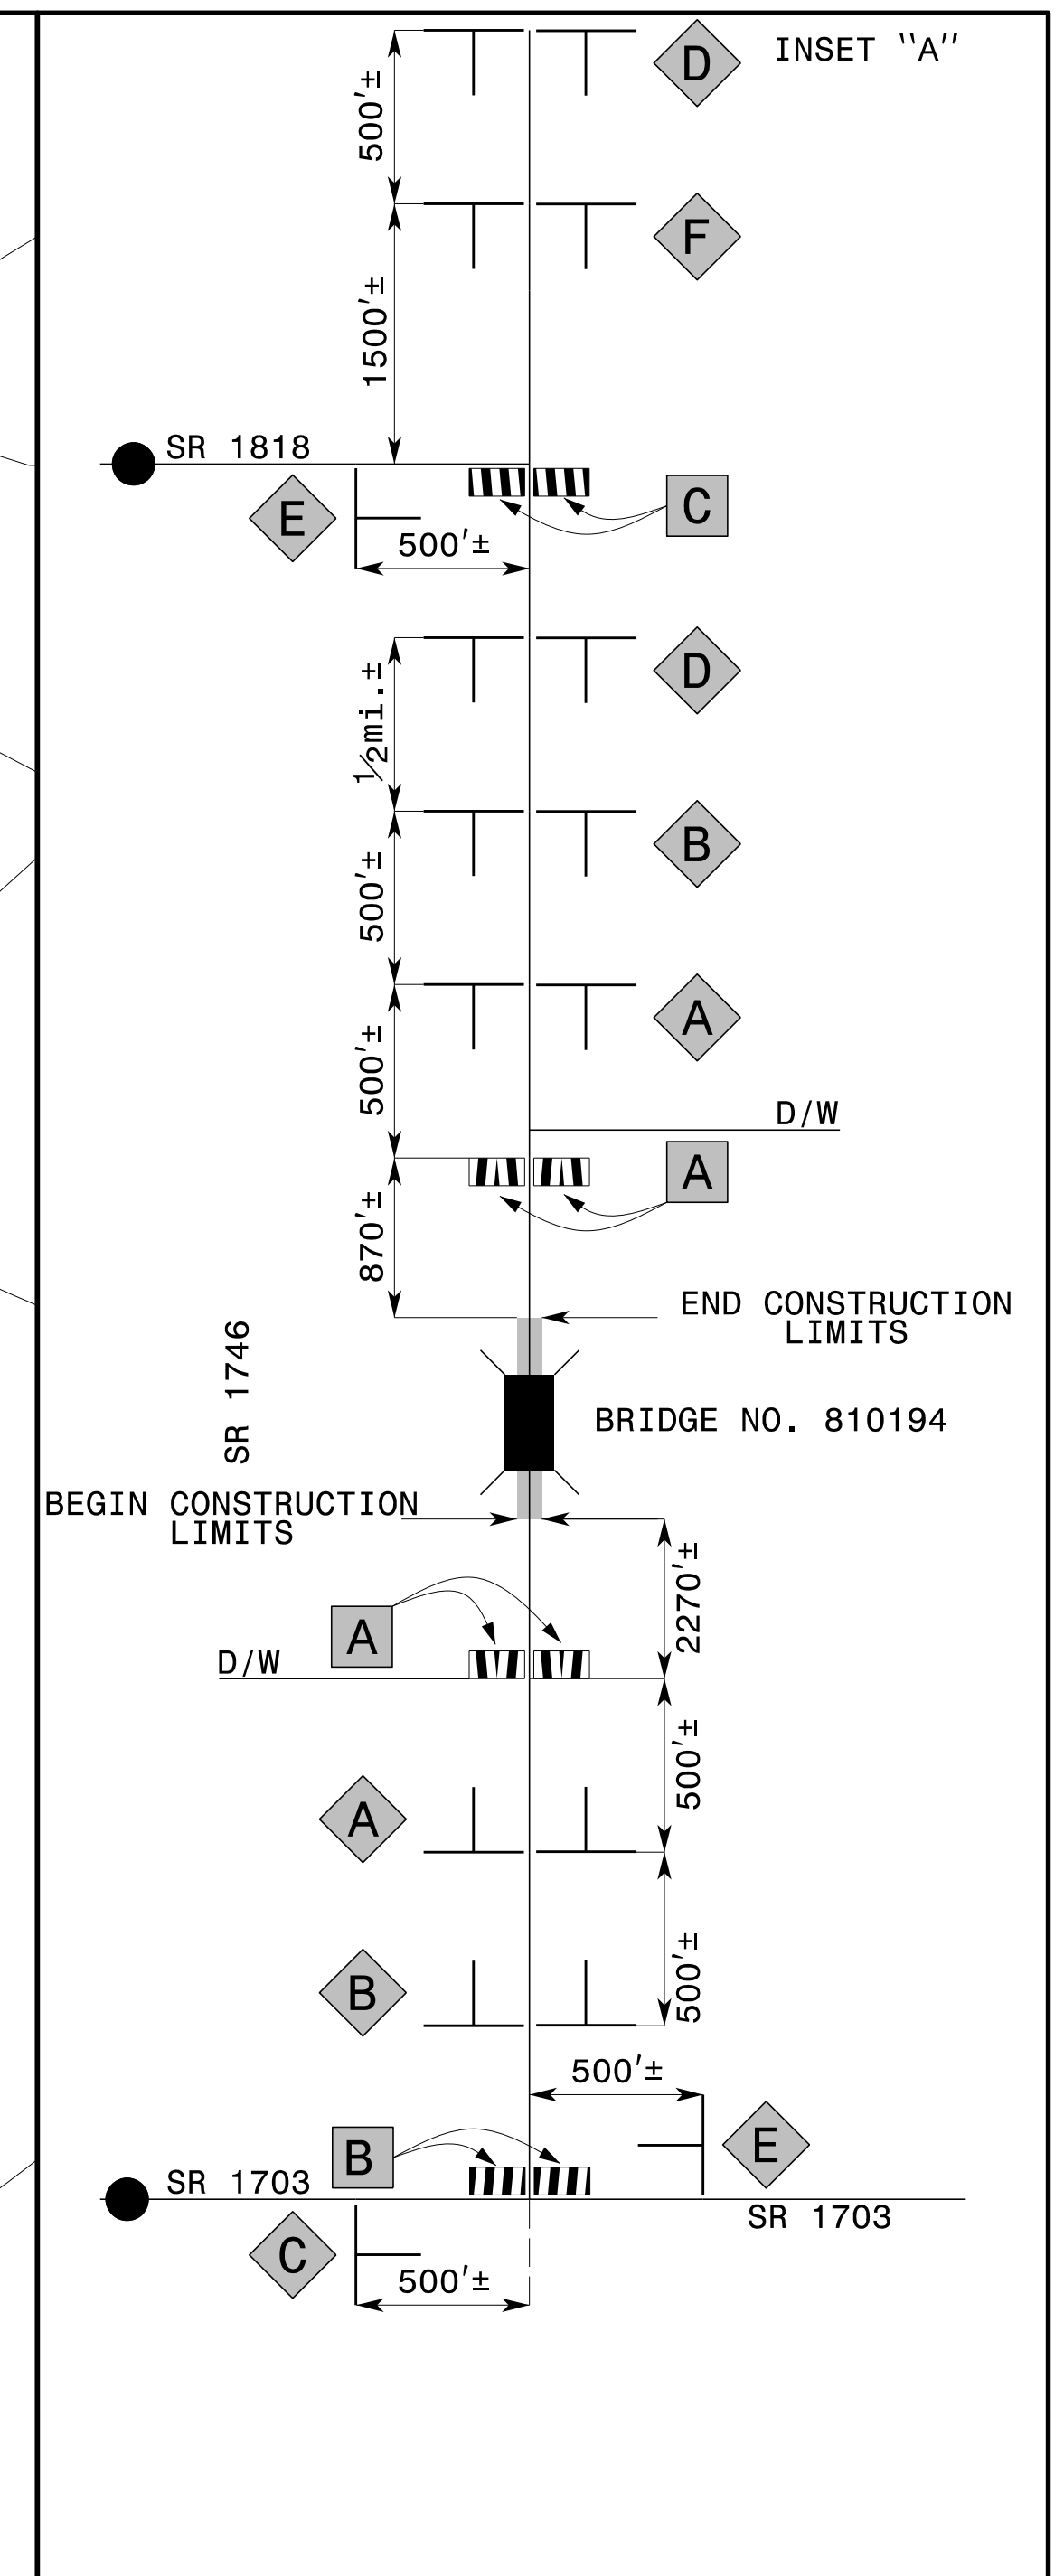 INSET "A"
D
500'±
F
1500'±
SR 1818
C
E
500'±
D
1/2mi.±
B
500'±
A
500'±
D/W
A
870'±
END CONSTRUCTION
LIMITS
SR 1746
BRIDGE NO. 810194
BEGIN CONSTRUCTION
LIMITS
2270'±
A
D/W
500'±
A
500'±
B
500'±
E
B
SR 1703
SR 1703
C
500'±